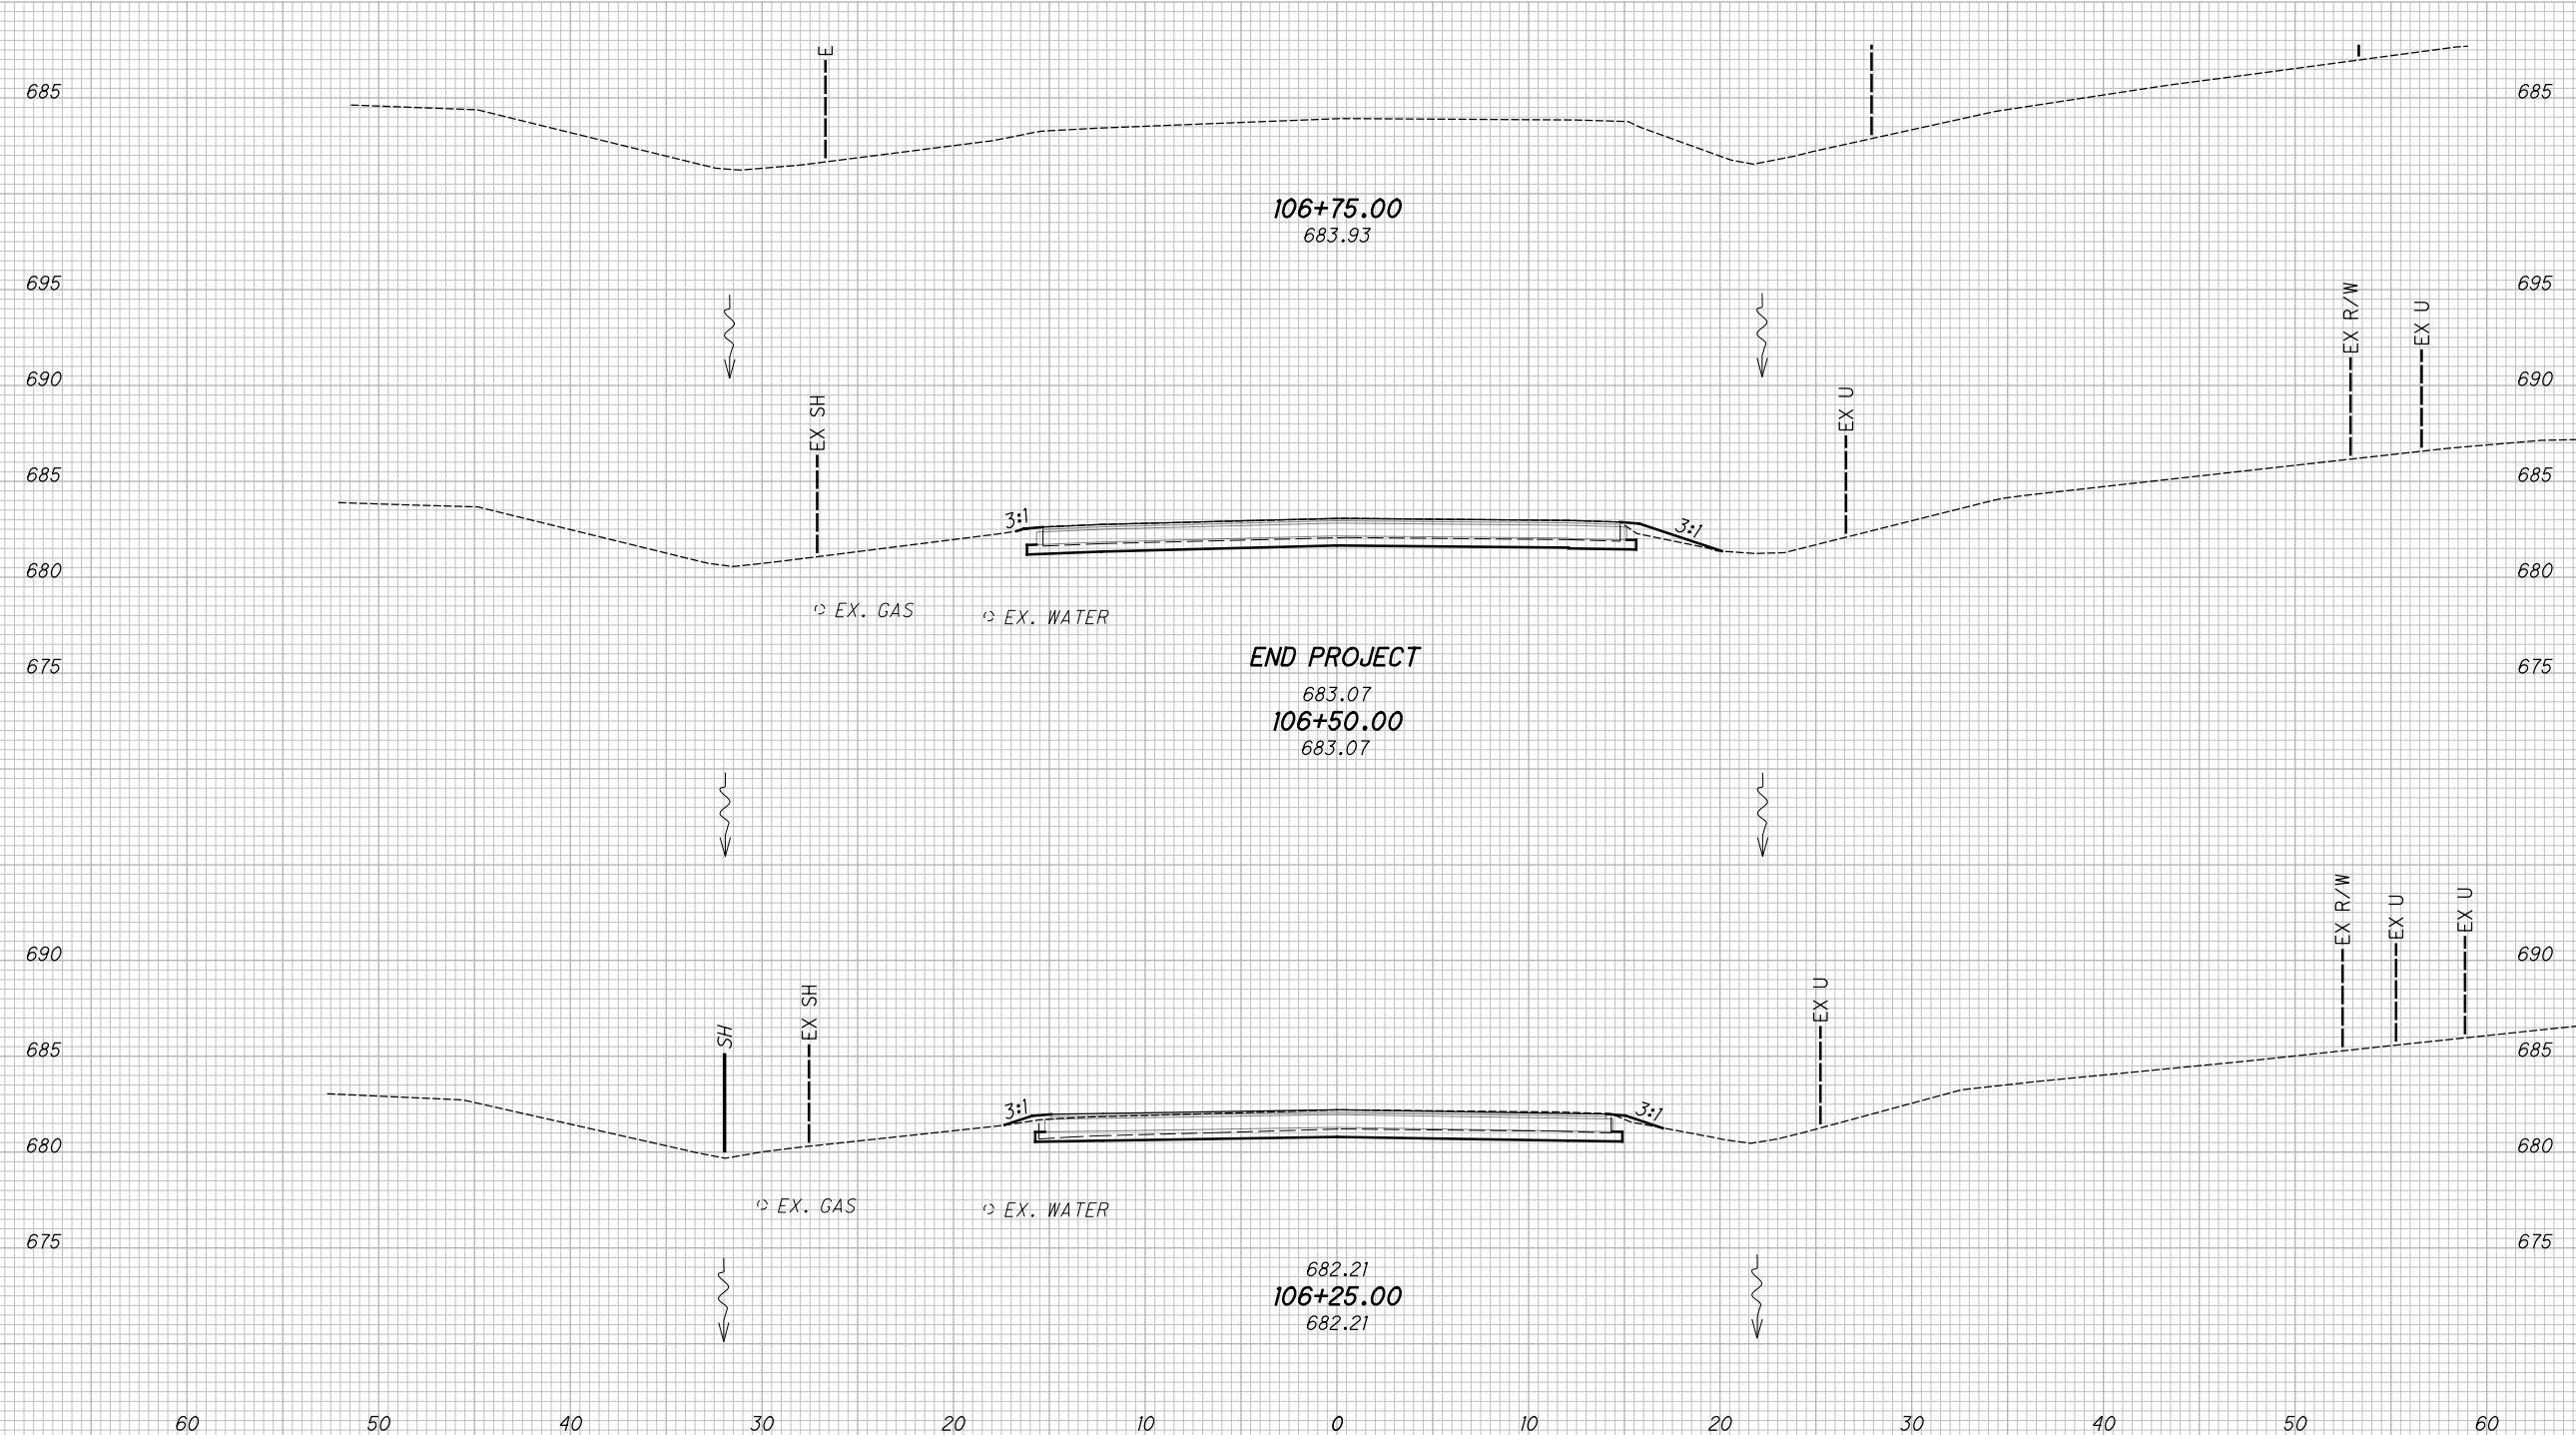 E
685 685
106+75.00
683.93
695 695
EX R/W
EX U
690 690
EX SH
EX U
685 685
3:1 3:1
680 680
EX. GAS EX. WATER
END PROJECT
675 675
683.07
106+50.00
683.07
EX R/W
EX U
EX U
690 690
EX SH
EX U
SH
685 685
3:1 3:1
680 680
EX. GAS EX. WATER
675 675
682.21
106+25.00
682.21
60 50 40 30 20 10 0 10 20 30 40 50 60